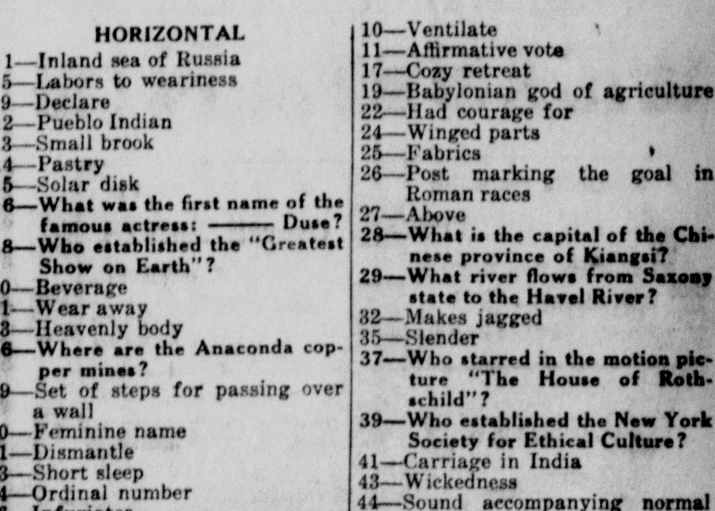 HORIZONTAL
1—Inland sea of Russia
5—Labors to weariness
9—Declare
2—Pueblo Indian
3—Small brook
4—Pastry
5—Solar disk
6—What was the first name of the
famous actress: ——— Duse?
8—Who established the "Greatest
Show on Earth"?
0—Beverage
1—Wear away
3—Heavenly body
6—Where are the Anaconda cop-
per mines?
9—Set of steps for passing over
a wall
0—Feminine name
1—Dismantle
3—Short sleep
4—Ordinal number
10—Ventilate
11—Affirmative vote
17—Cozy retreat
19—Babylonian god of agriculture
22—Had courage for
24—Winged parts
25—Fabrics
26—Post marking the goal in
Roman races
27—Above
28—What is the capital of the Chi-
nese province of Kiangsi?
29—What river flows from Saxony
state to the Havel River?
32—Makes jagged
35—Slender
37—Who starred in the motion pic-
ture "The House of Roth-
schild"?
39—Who established the New York
Society for Ethical Culture?
41—Carriage in India
43—Wickedness
44—Sound accompanying normal